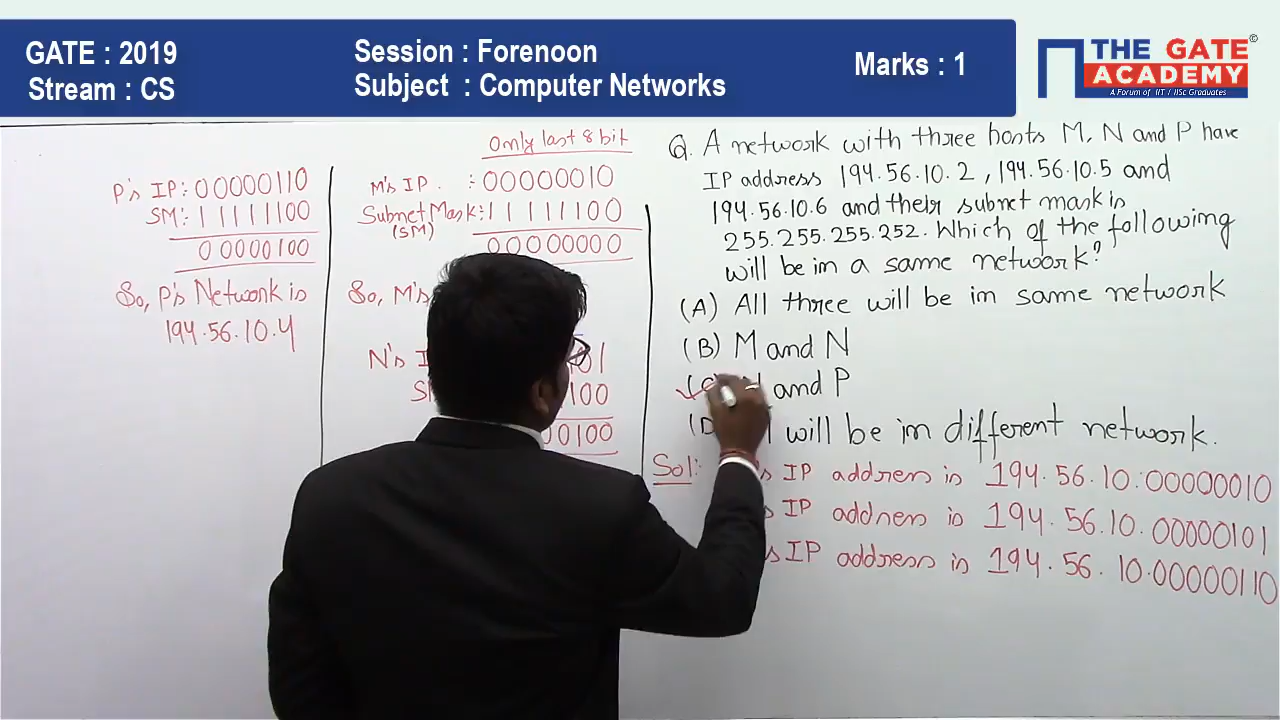 GATE : 2019
Stream : CS
Session : Forenoon
Subject : Computer Networks
Marks : 1
THE GATE
ACADEMY
A Forum of IIT / IISc Graduates
©
P's IP: 00000110
SM: 11111100
00000100
So, P's Network is
194.56.10.4
Only last 8 bit
M's IP. : 00000010
Subnet Mask: 11111100
(SM)
00000000
So, M's
N's I 01
S 100
00100
Q. A network with three hosts M, N and P have
IP address 194.56.10.2, 194.56.10.5 and
194.56.10.6 and their subnet mask is
255.255.255.252. Which of the following
will be in a same network?
(A) All three will be in same network
(B) M and N
and P
(D will be in different network.
Sol: s IP address is 194.56.10.00000010
s IP address is 194.56.10.00000101
s IP address is 194.56.10.00000110